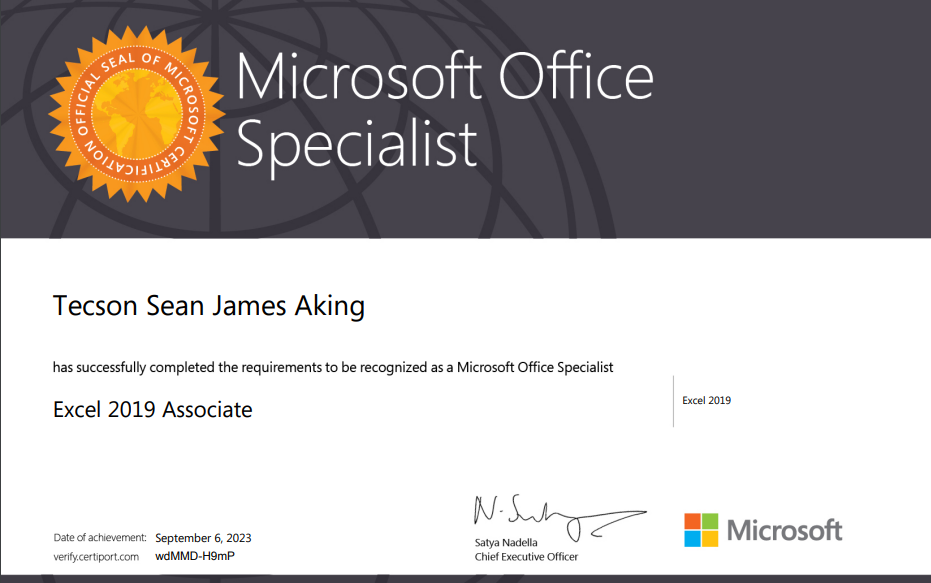 OFFICIAL SEAL OF MICROSOFT CERTIFICATION
Microsoft Office
Specialist
Tecson Sean James Aking
has successfully completed the requirements to be recognized as a Microsoft Office Specialist
Excel 2019 Associate
Excel 2019
Date of achievement: September 6, 2023
verify.certiport.com wdMMD-H9mP
Satya Nadella
Chief Executive Officer
Microsoft